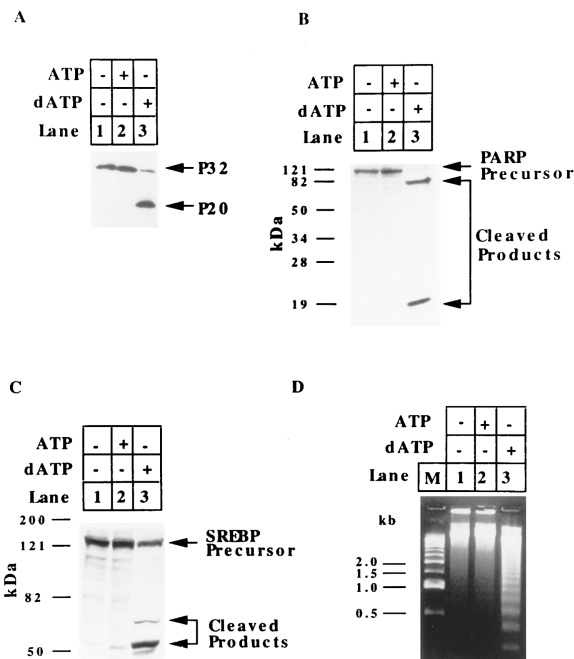 A
ATP - + -
dATP - - +
Lane 1 2 3
P32
P20
B
ATP - + -
dATP - - +
Lane 1 2 3
kDa
121
82
50
34
28
19
PARP
Precursor
Cleaved
Products
C
ATP - + -
dATP - - +
Lane 1 2 3
kDa
200
121
82
50
SREBP
Precursor
Cleaved
Products
D
ATP - + -
dATP - - +
Lane M 1 2 3
kb
2.0
1.5
1.0
0.5